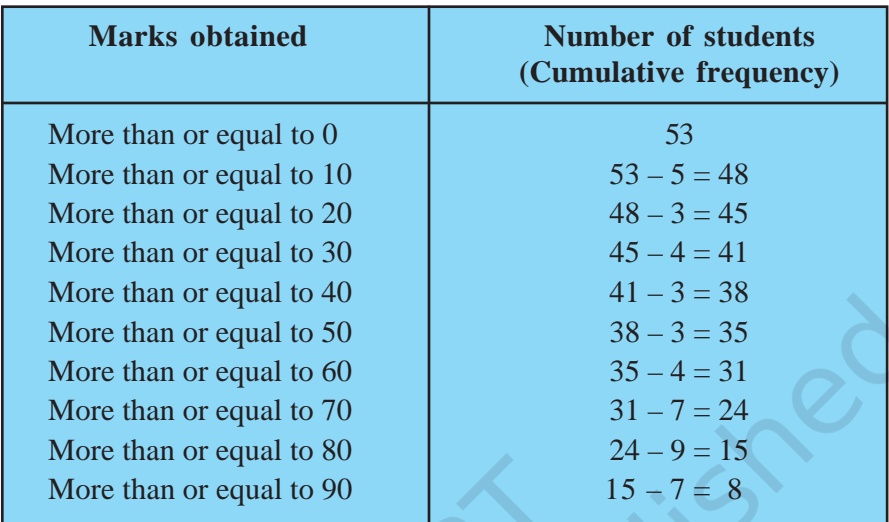 Marks obtained Number of students
(Cumulative frequency)
More than or equal to 0 53
More than or equal to 10 53 – 5 = 48
More than or equal to 20 48 – 3 = 45
More than or equal to 30 45 – 4 = 41
More than or equal to 40 41 – 3 = 38
More than or equal to 50 38 – 3 = 35
More than or equal to 60 35 – 4 = 31
More than or equal to 70 31 – 7 = 24
More than or equal to 80 24 – 9 = 15
More than or equal to 90 15 – 7 = 8